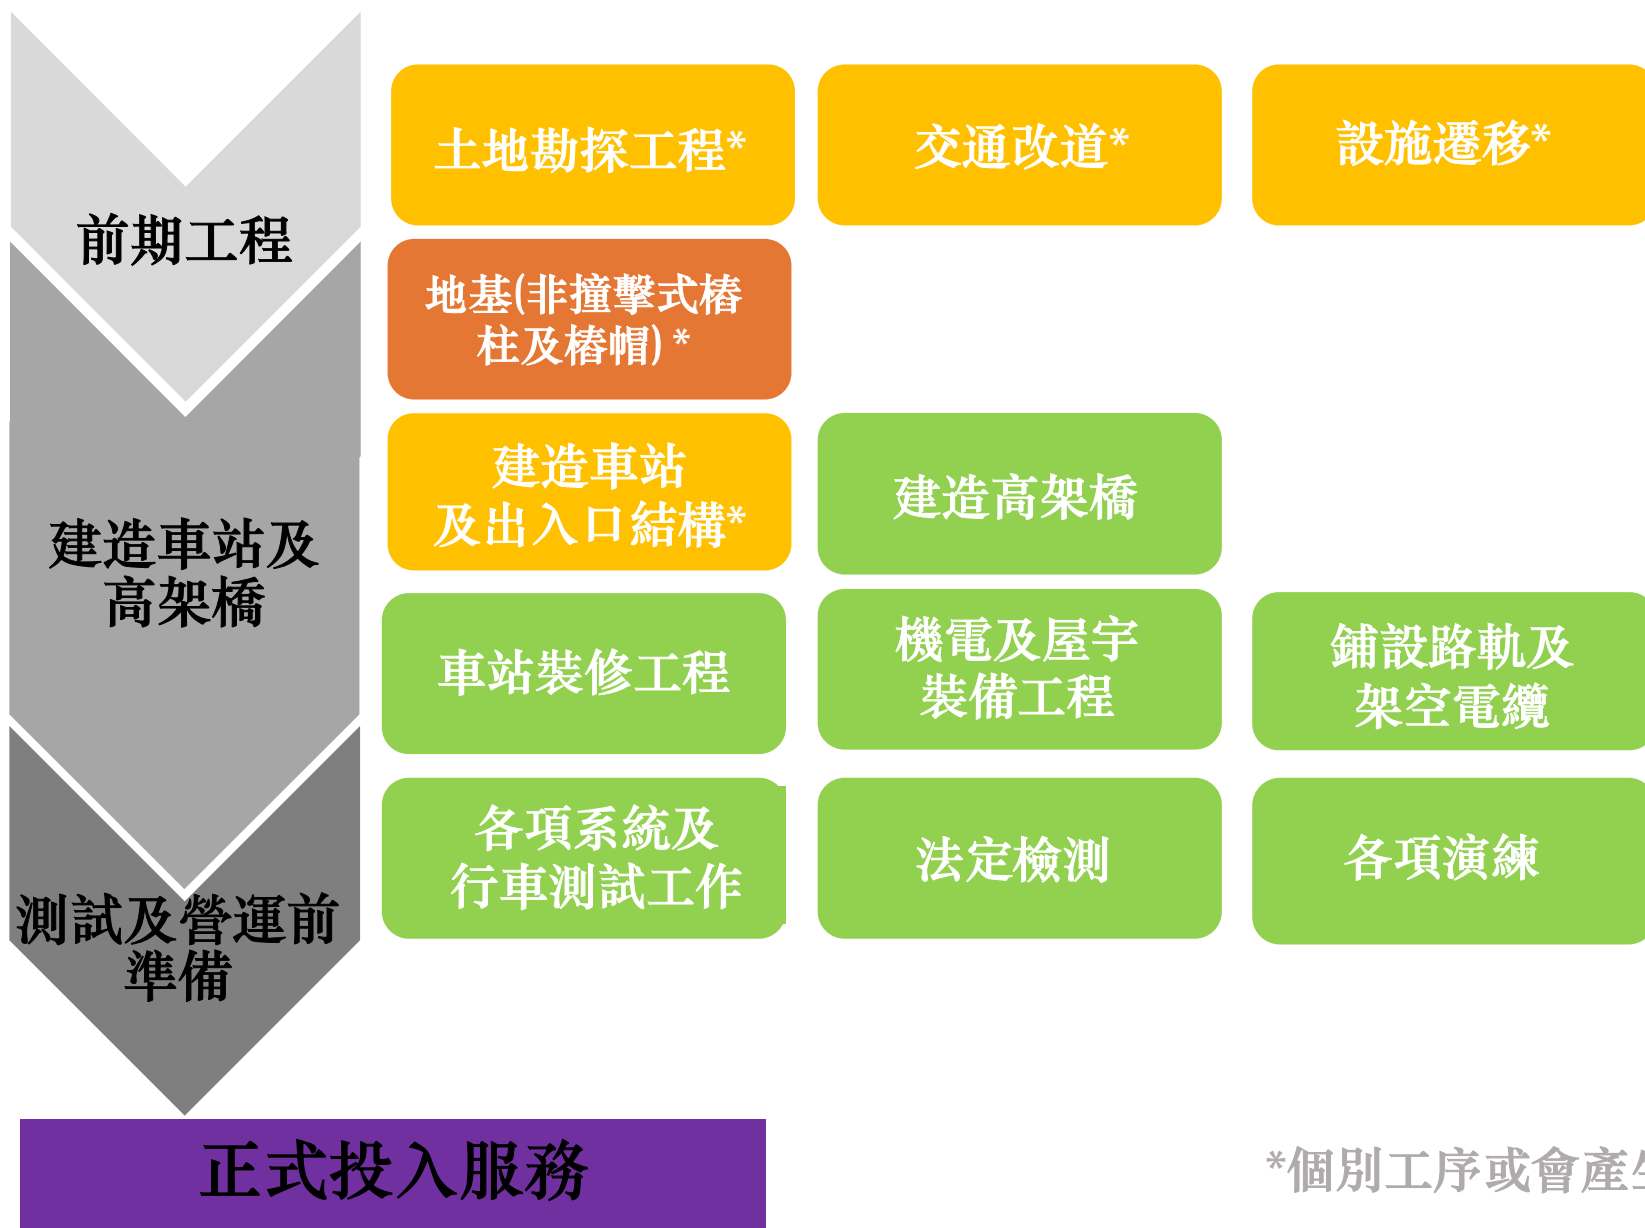 前期工程
土地勘探工程*
交通改道*
設施遷移*
地基(非撞擊式樁
柱及樁帽) *
建造車站及
高架橋
建造車站
及出入口結構*
建造高架橋
車站裝修工程
機電及屋宇
裝備工程
鋪設路軌及
架空電纜
測試及營運前
準備
各項系統及
行車測試工作
法定檢測
各項演練
正式投入服務
*個別工序或會產生